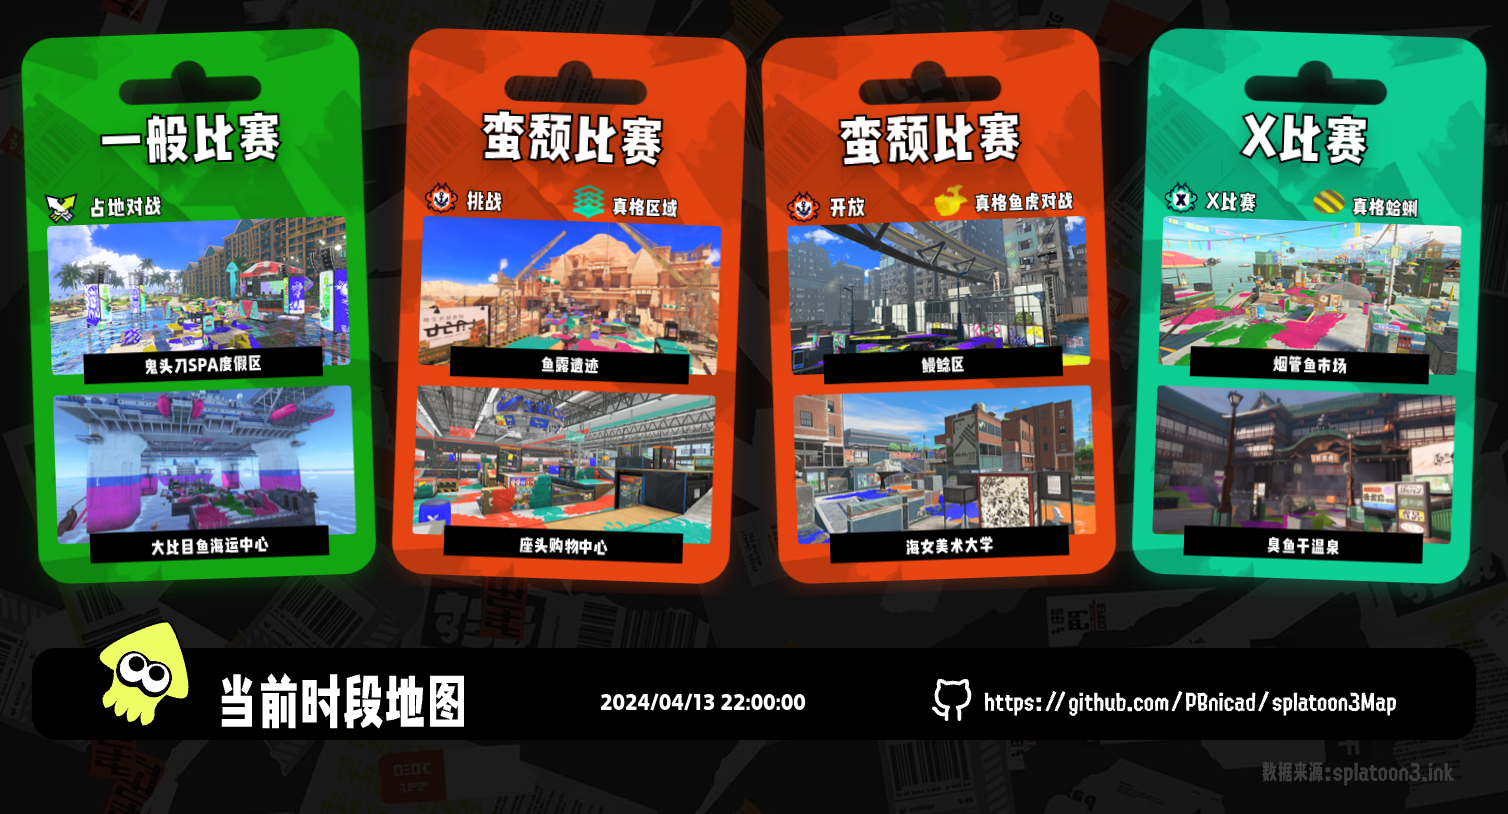 一般比赛
占地对战
鬼头刀SPA度假区
大比目鱼海运中心
蛮颓比赛
挑战
真格区域
鱼露遗迹
座头购物中心
蛮颓比赛
开放
真格鱼虎对战
鳗鲶区
海女美术大学
X比赛
X比赛
真格蛤蜊
烟管鱼市场
臭鱼干温泉
当前时段地图
2024/04/13 22:00:00
https://github.com/PBnicad/splatoon3Map
数据来源:splatoon3.ink